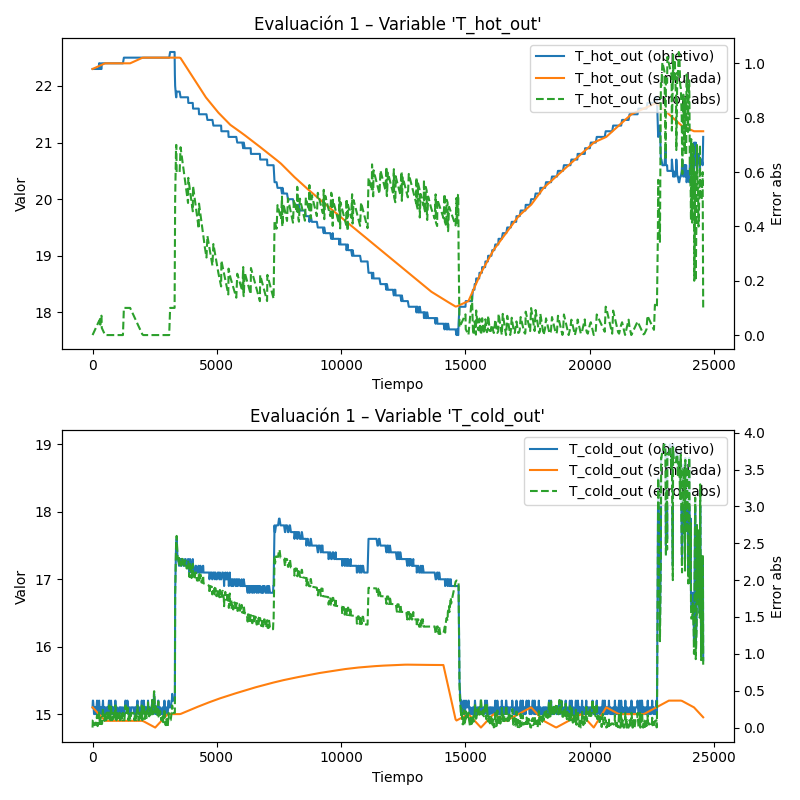 Evaluación 1 – Variable 'T_hot_out'
T_hot_out (objetivo)
T_hot_out (simulada)
T_hot_out (error abs)
22
21
20
19
18
Valor
1.0
0.8
0.6
0.4
0.2
0.0
Error abs
0 5000 10000 15000 20000 25000
Tiempo
Evaluación 1 – Variable 'T_cold_out'
T_cold_out (objetivo)
T_cold_out (simulada)
T_cold_out (error abs)
19
18
17
16
15
Valor
4.0
3.5
3.0
2.5
2.0
1.5
1.0
0.5
0.0
Error abs
0 5000 10000 15000 20000 25000
Tiempo